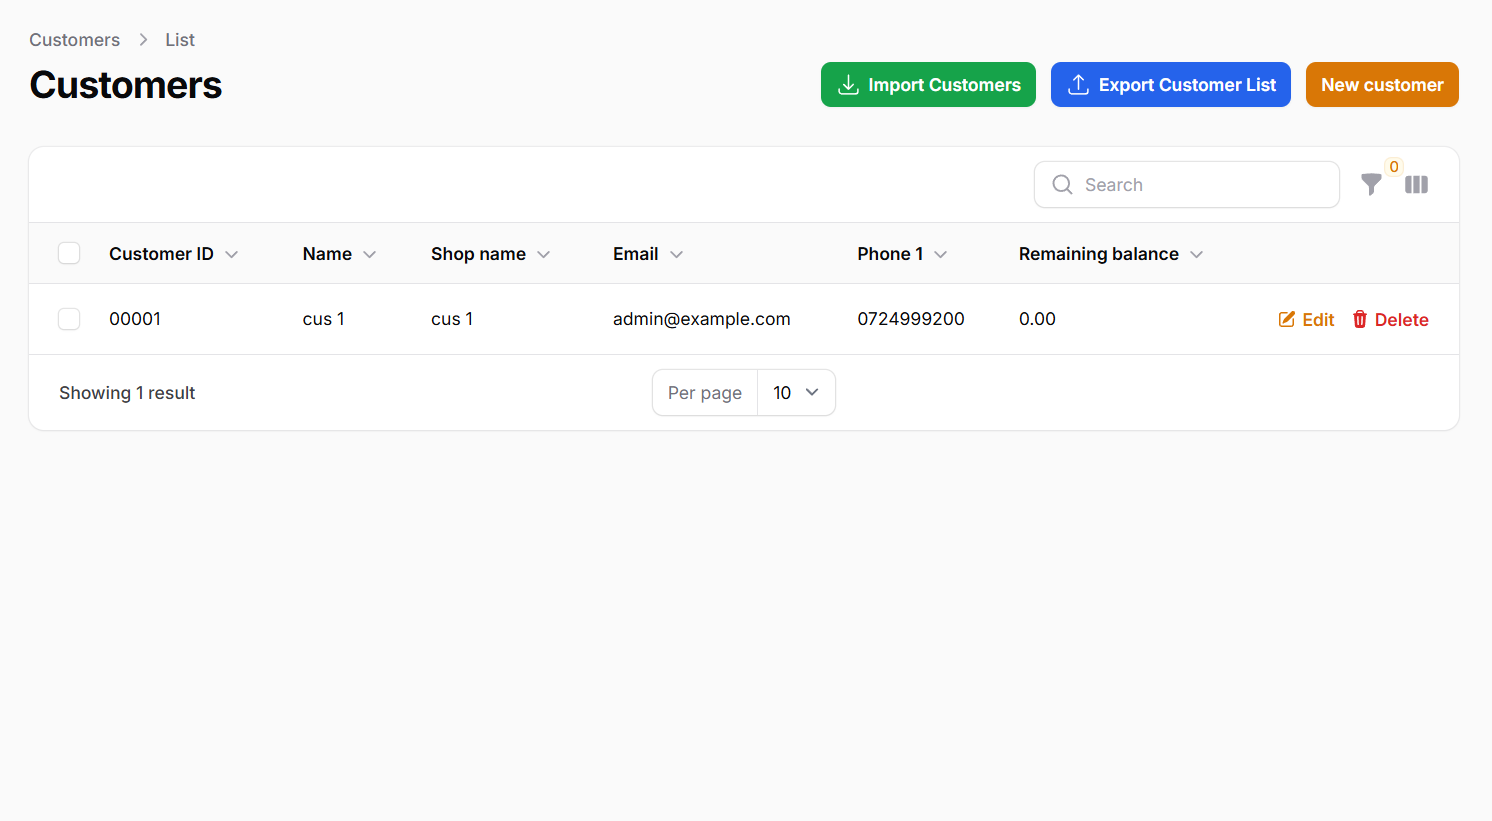 Customers > List
Customers
Import Customers Export Customer List New customer
Search 0
Customer ID Name Shop name Email Phone 1 Remaining balance
00001 cus 1 cus 1 admin@example.com 0724999200 0.00 Edit Delete
Showing 1 result Per page 10